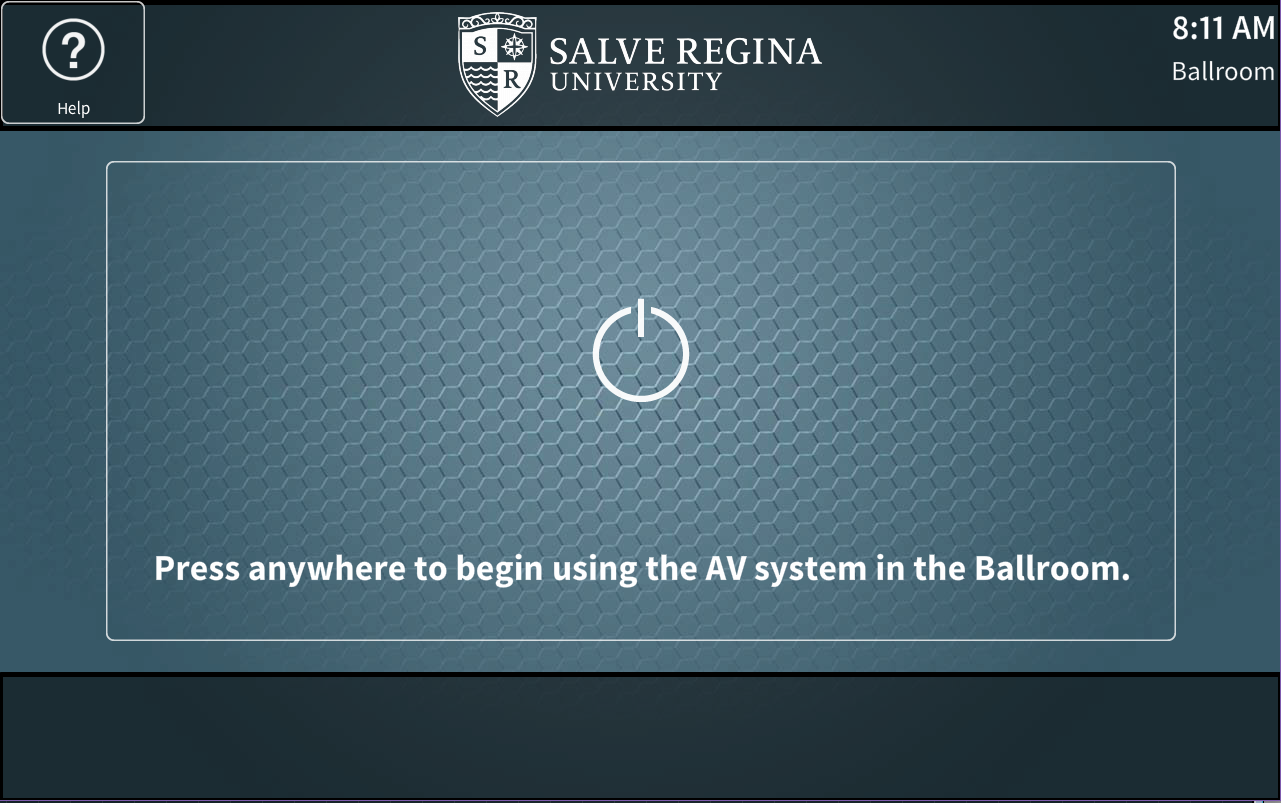 Help
S
R
SALVE REGINA
UNIVERSITY
8:11 AM
Ballroom
Press anywhere to begin using the AV system in the Ballroom.